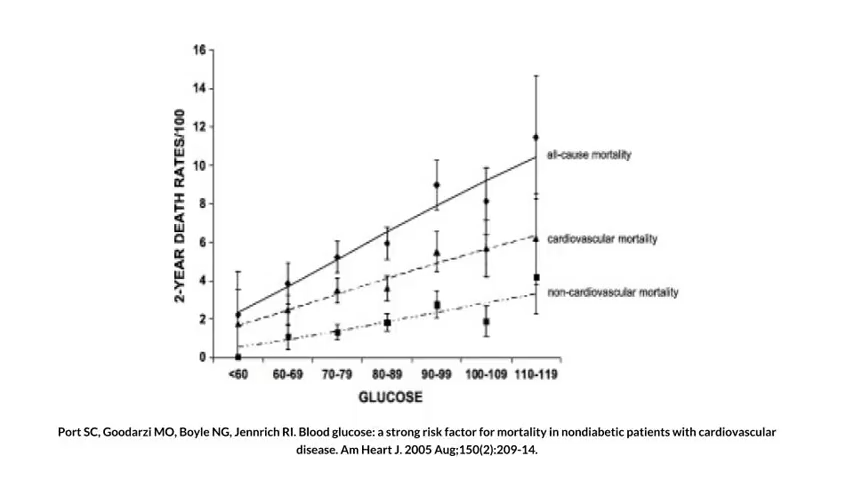 16
14
12
10
8
6
4
2
0
2-YEAR DEATH RATES/100
all-cause mortality
cardiovascular mortality
non-cardiovascular mortality
<60 60-69 70-79 80-89 90-99 100-109 110-119
GLUCOSE
Port SC, Goodarzi MO, Boyle NG, Jennrich RI. Blood glucose: a strong risk factor for mortality in nondiabetic patients with cardiovascular
disease. Am Heart J. 2005 Aug;150(2):209-14.